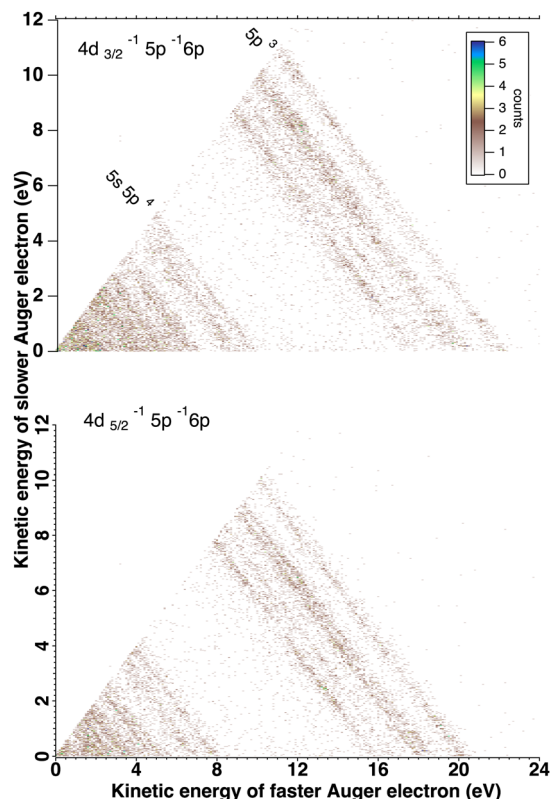 12
4d 3/2 -1 5p -1 6p
5p 3
6
5
4
3
2
1
0
counts
10
8
5s 5p 4
6
4
2
0
12
4d 5/2 -1 5p -1 6p
10
8
6
4
2
0
0 4 8 12 16 20 24
Kinetic energy of slower Auger electron (eV)
Kinetic energy of faster Auger electron (eV)